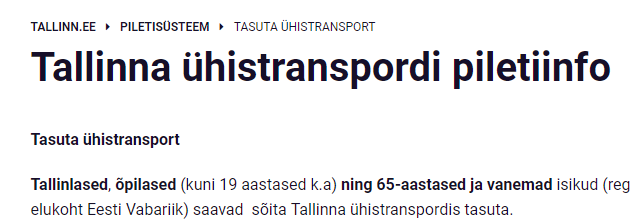 TALLINN.EE ▸ PILETISÜSTEEM ▸ TASUTA ÜHISTRANSPORT
Tallinna ühistranspordi piletiinfo
Tasuta ühistransport
Tallinlased, õpilased (kuni 19 aastased k.a) ning 65-aastased ja vanemad isikud (reg
elukoht Eesti Vabariik) saavad sõita Tallinna ühistranspordis tasuta.